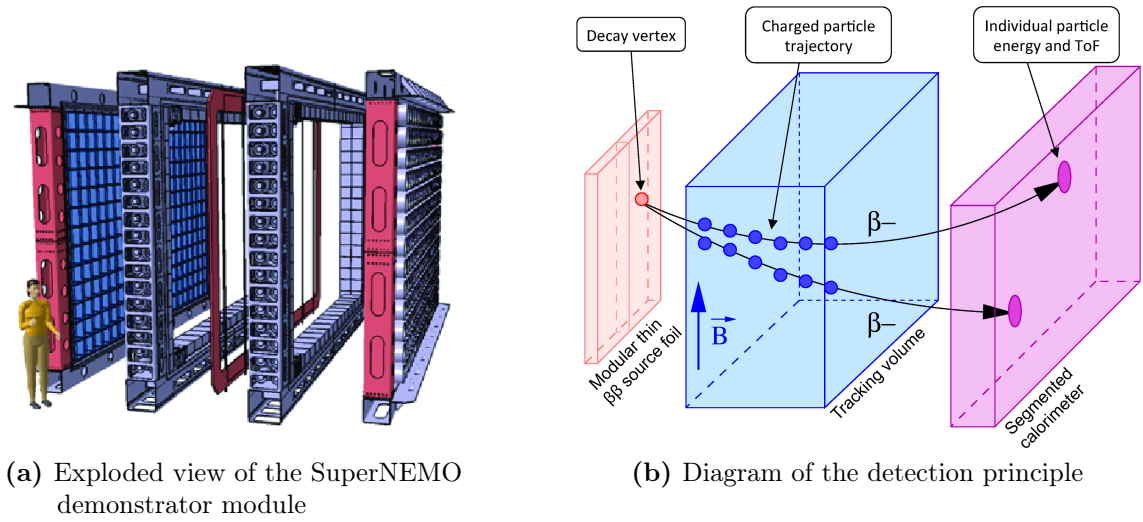 Decay vertex
Charged particle
trajectory
Individual particle
energy and ToF
β−
β−
B
Modular thin
ββ source foil
Tracking volume
Segmented
calorimeter
(a) Exploded view of the SuperNEMO
demonstrator module
(b) Diagram of the detection principle